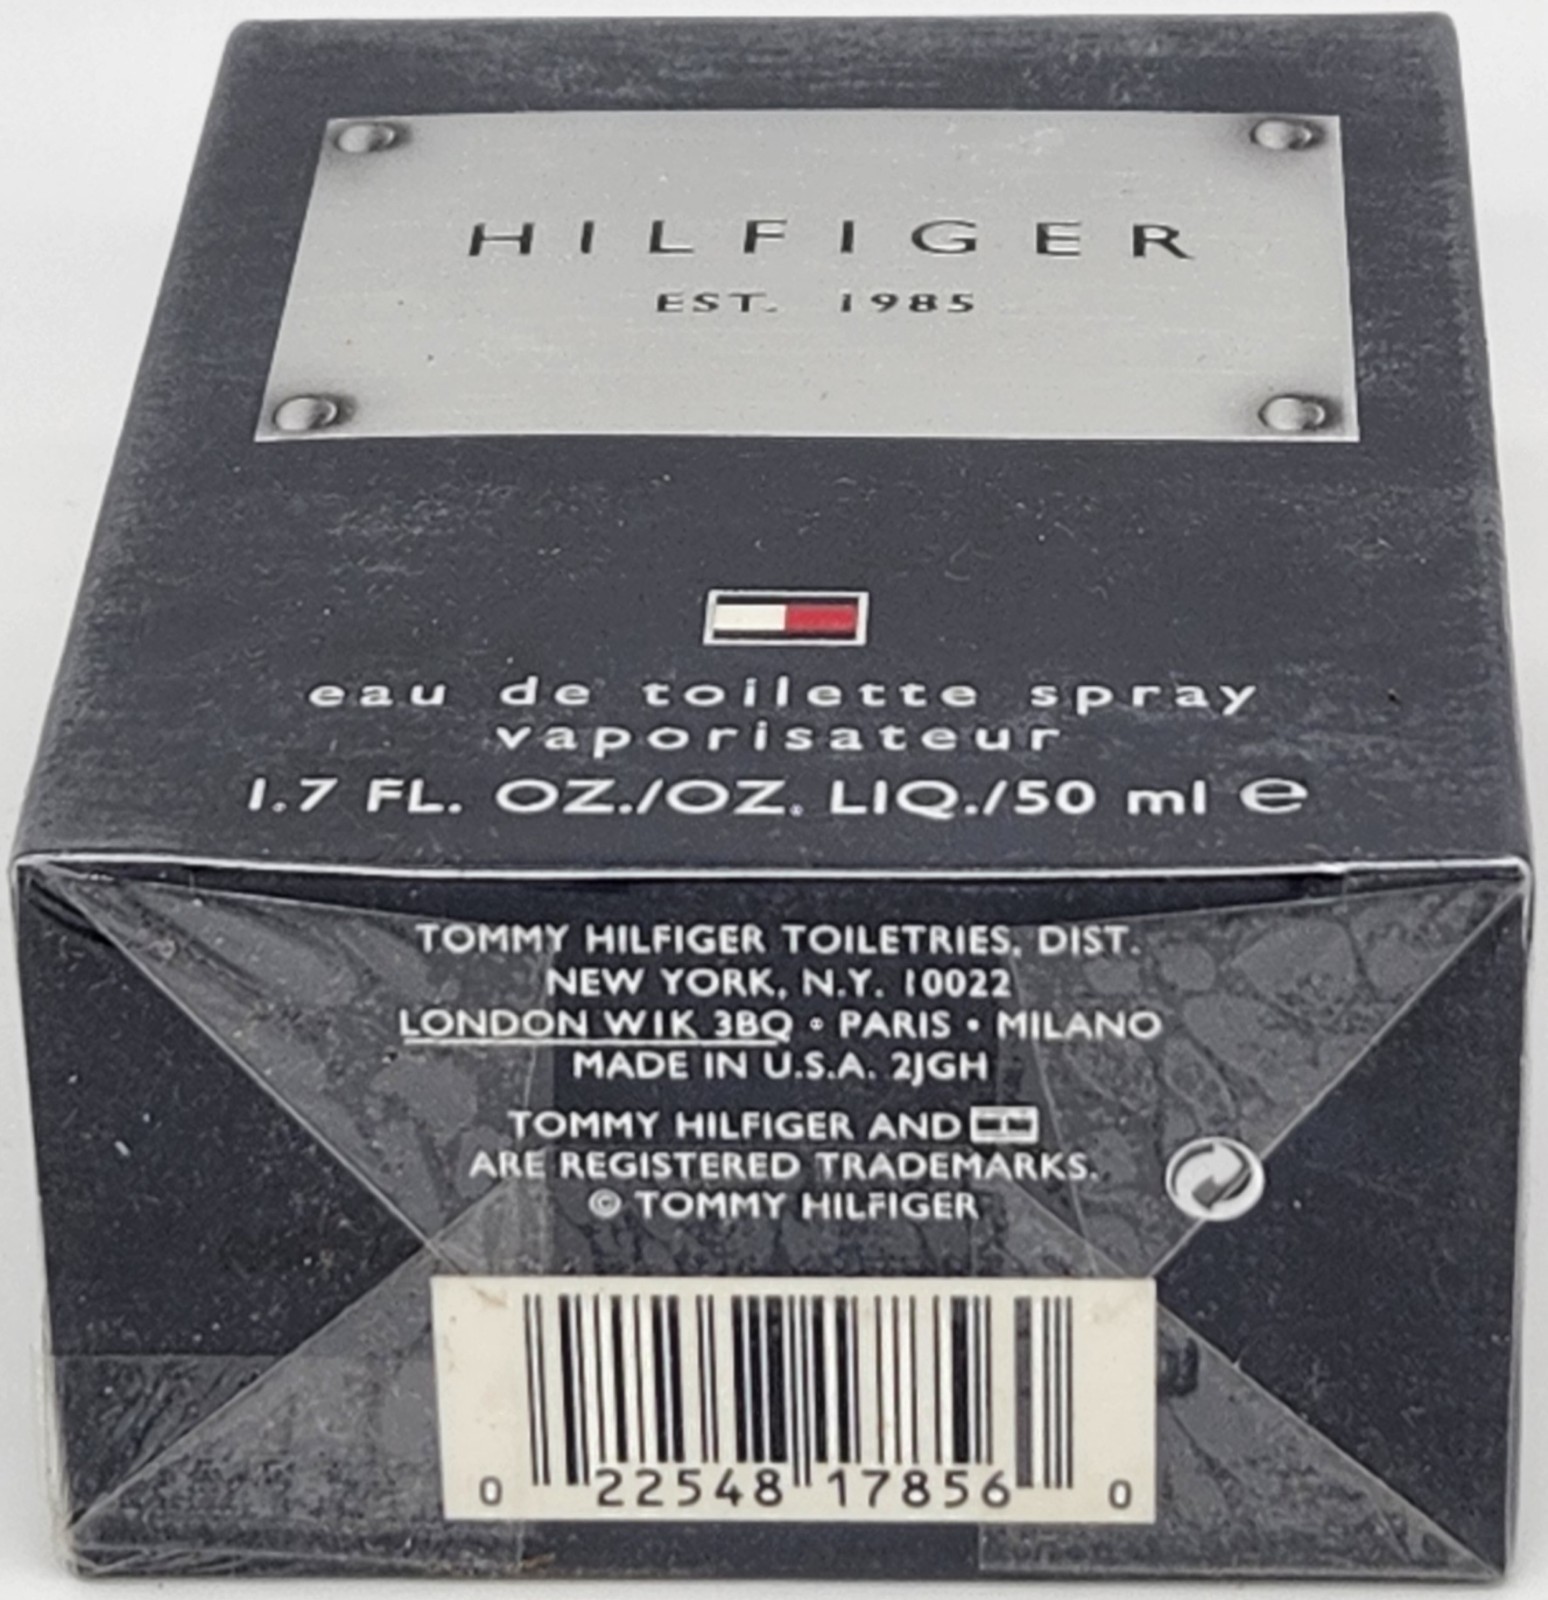 HILFIGER
EST. 1985
eau de toilette spray
vaporisateur
1.7 FL. OZ./OZ. LIQ./50 ml e
TOMMY HILFIGER TOILETRIES, DIST.
NEW YORK, N.Y. 10022
LONDON W1K 3BQ • PARIS • MILANO
MADE IN U.S.A. 2JGH
TOMMY HILFIGER AND
ARE REGISTERED TRADEMARKS.
© TOMMY HILFIGER
0 22548 17856 0